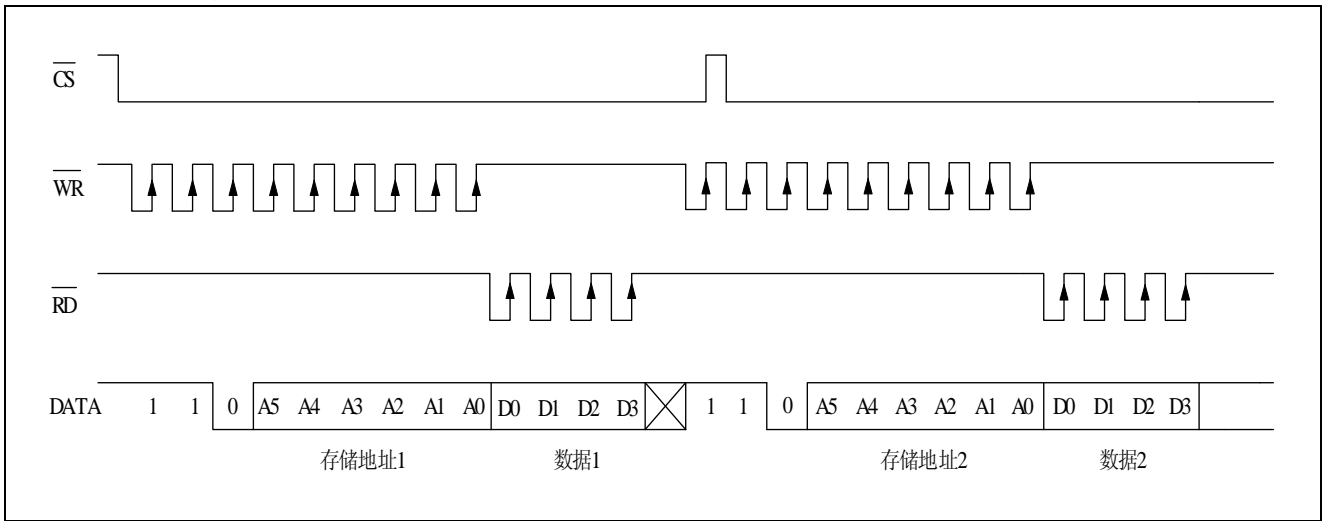 CS
WR
RD
DATA 1 1 0 A5 A4 A3 A2 A1 A0 D0 D1 D2 D3 1 1 0 A5 A4 A3 A2 A1 A0 D0 D1 D2 D3
存储地址1 数据1 存储地址2 数据2